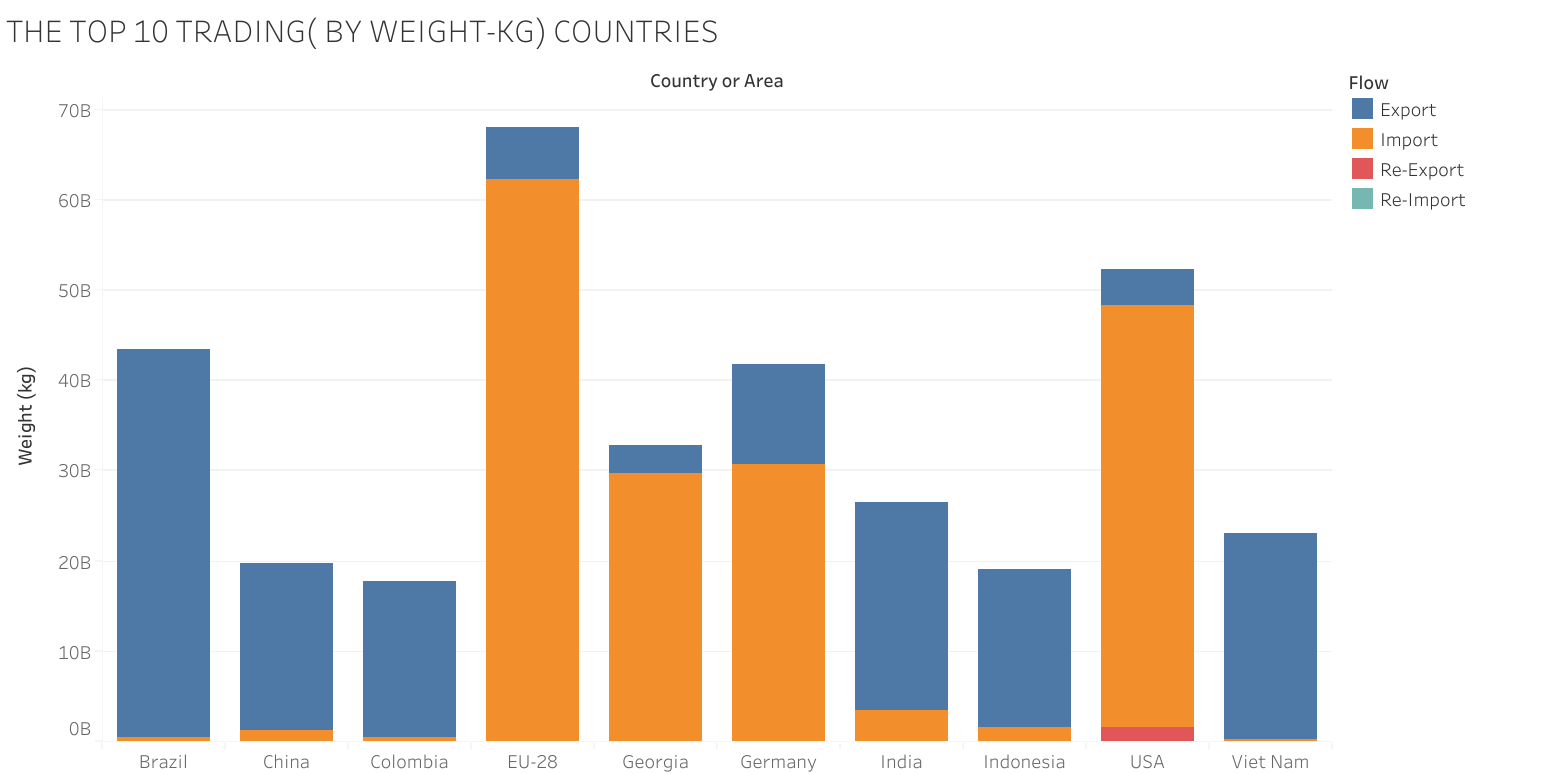 THE TOP 10 TRADING( BY WEIGHT-KG) COUNTRIES
Country or Area
Flow
Export
Import
Re-Export
Re-Import
Weight (kg)
70B
60B
50B
40B
30B
20B
10B
0B
Brazil China Colombia EU-28 Georgia Germany India Indonesia USA Viet Nam